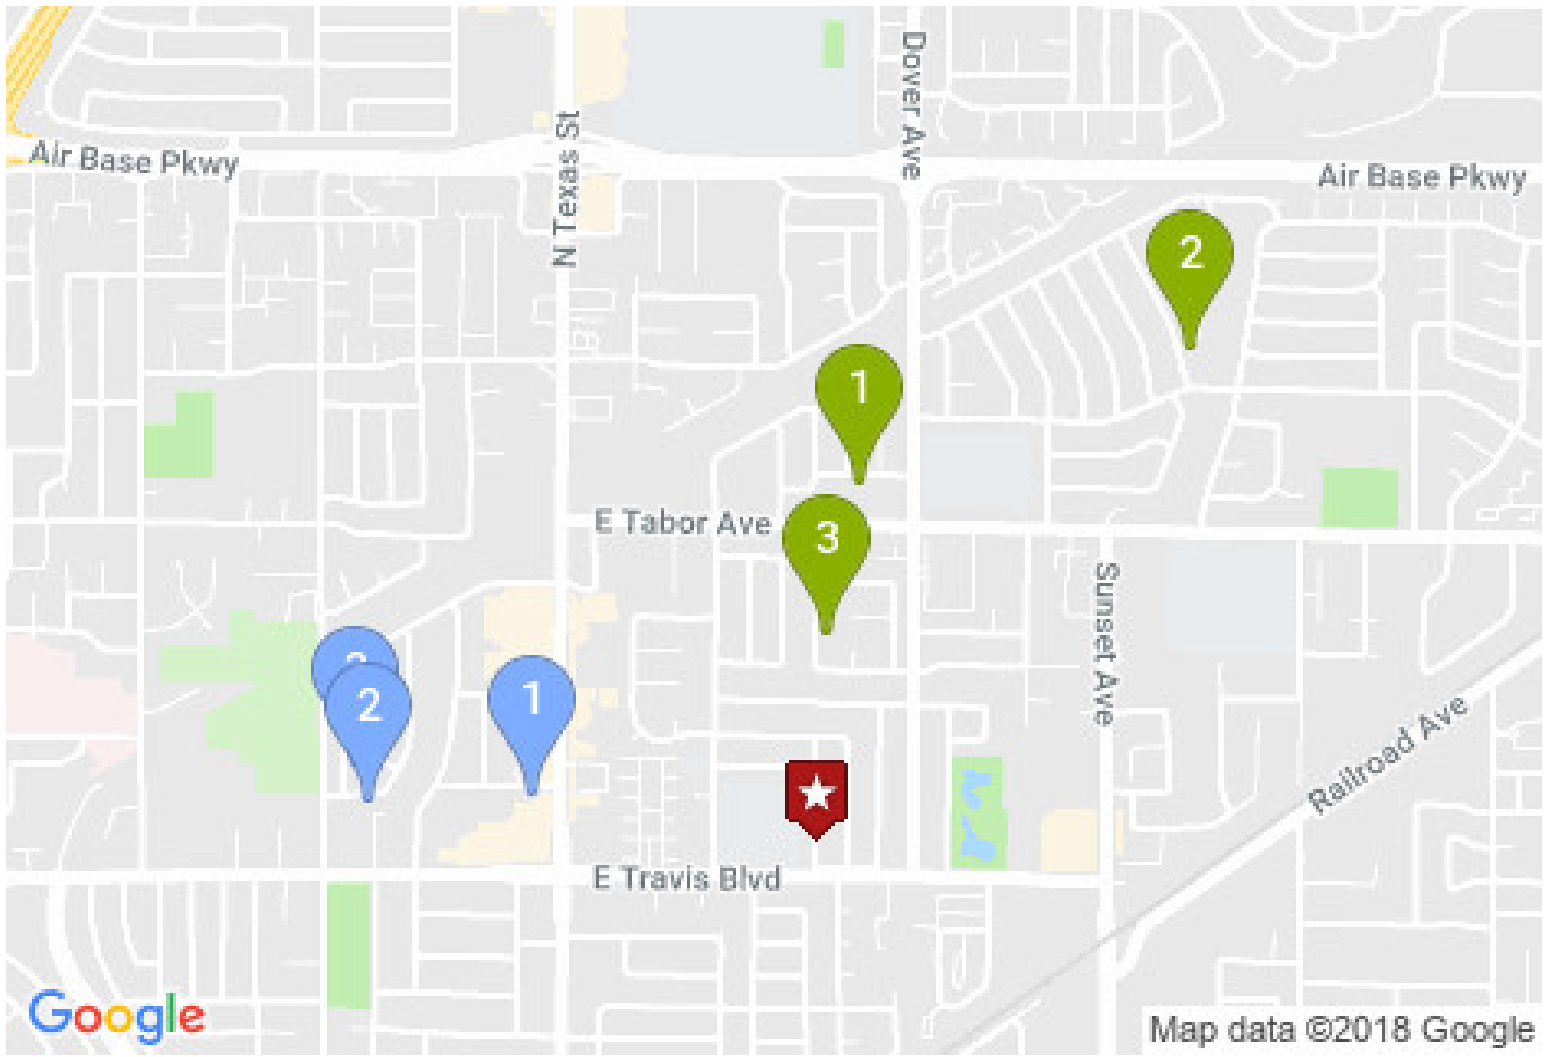 Dover Ave
N Texas St
Air Base Pkwy
Air Base Pkwy
2
1
E Tabor Ave
3
Sunset Ave
2
1
Railroad Ave
E Travis Blvd
Google
Map data ©2018 Google